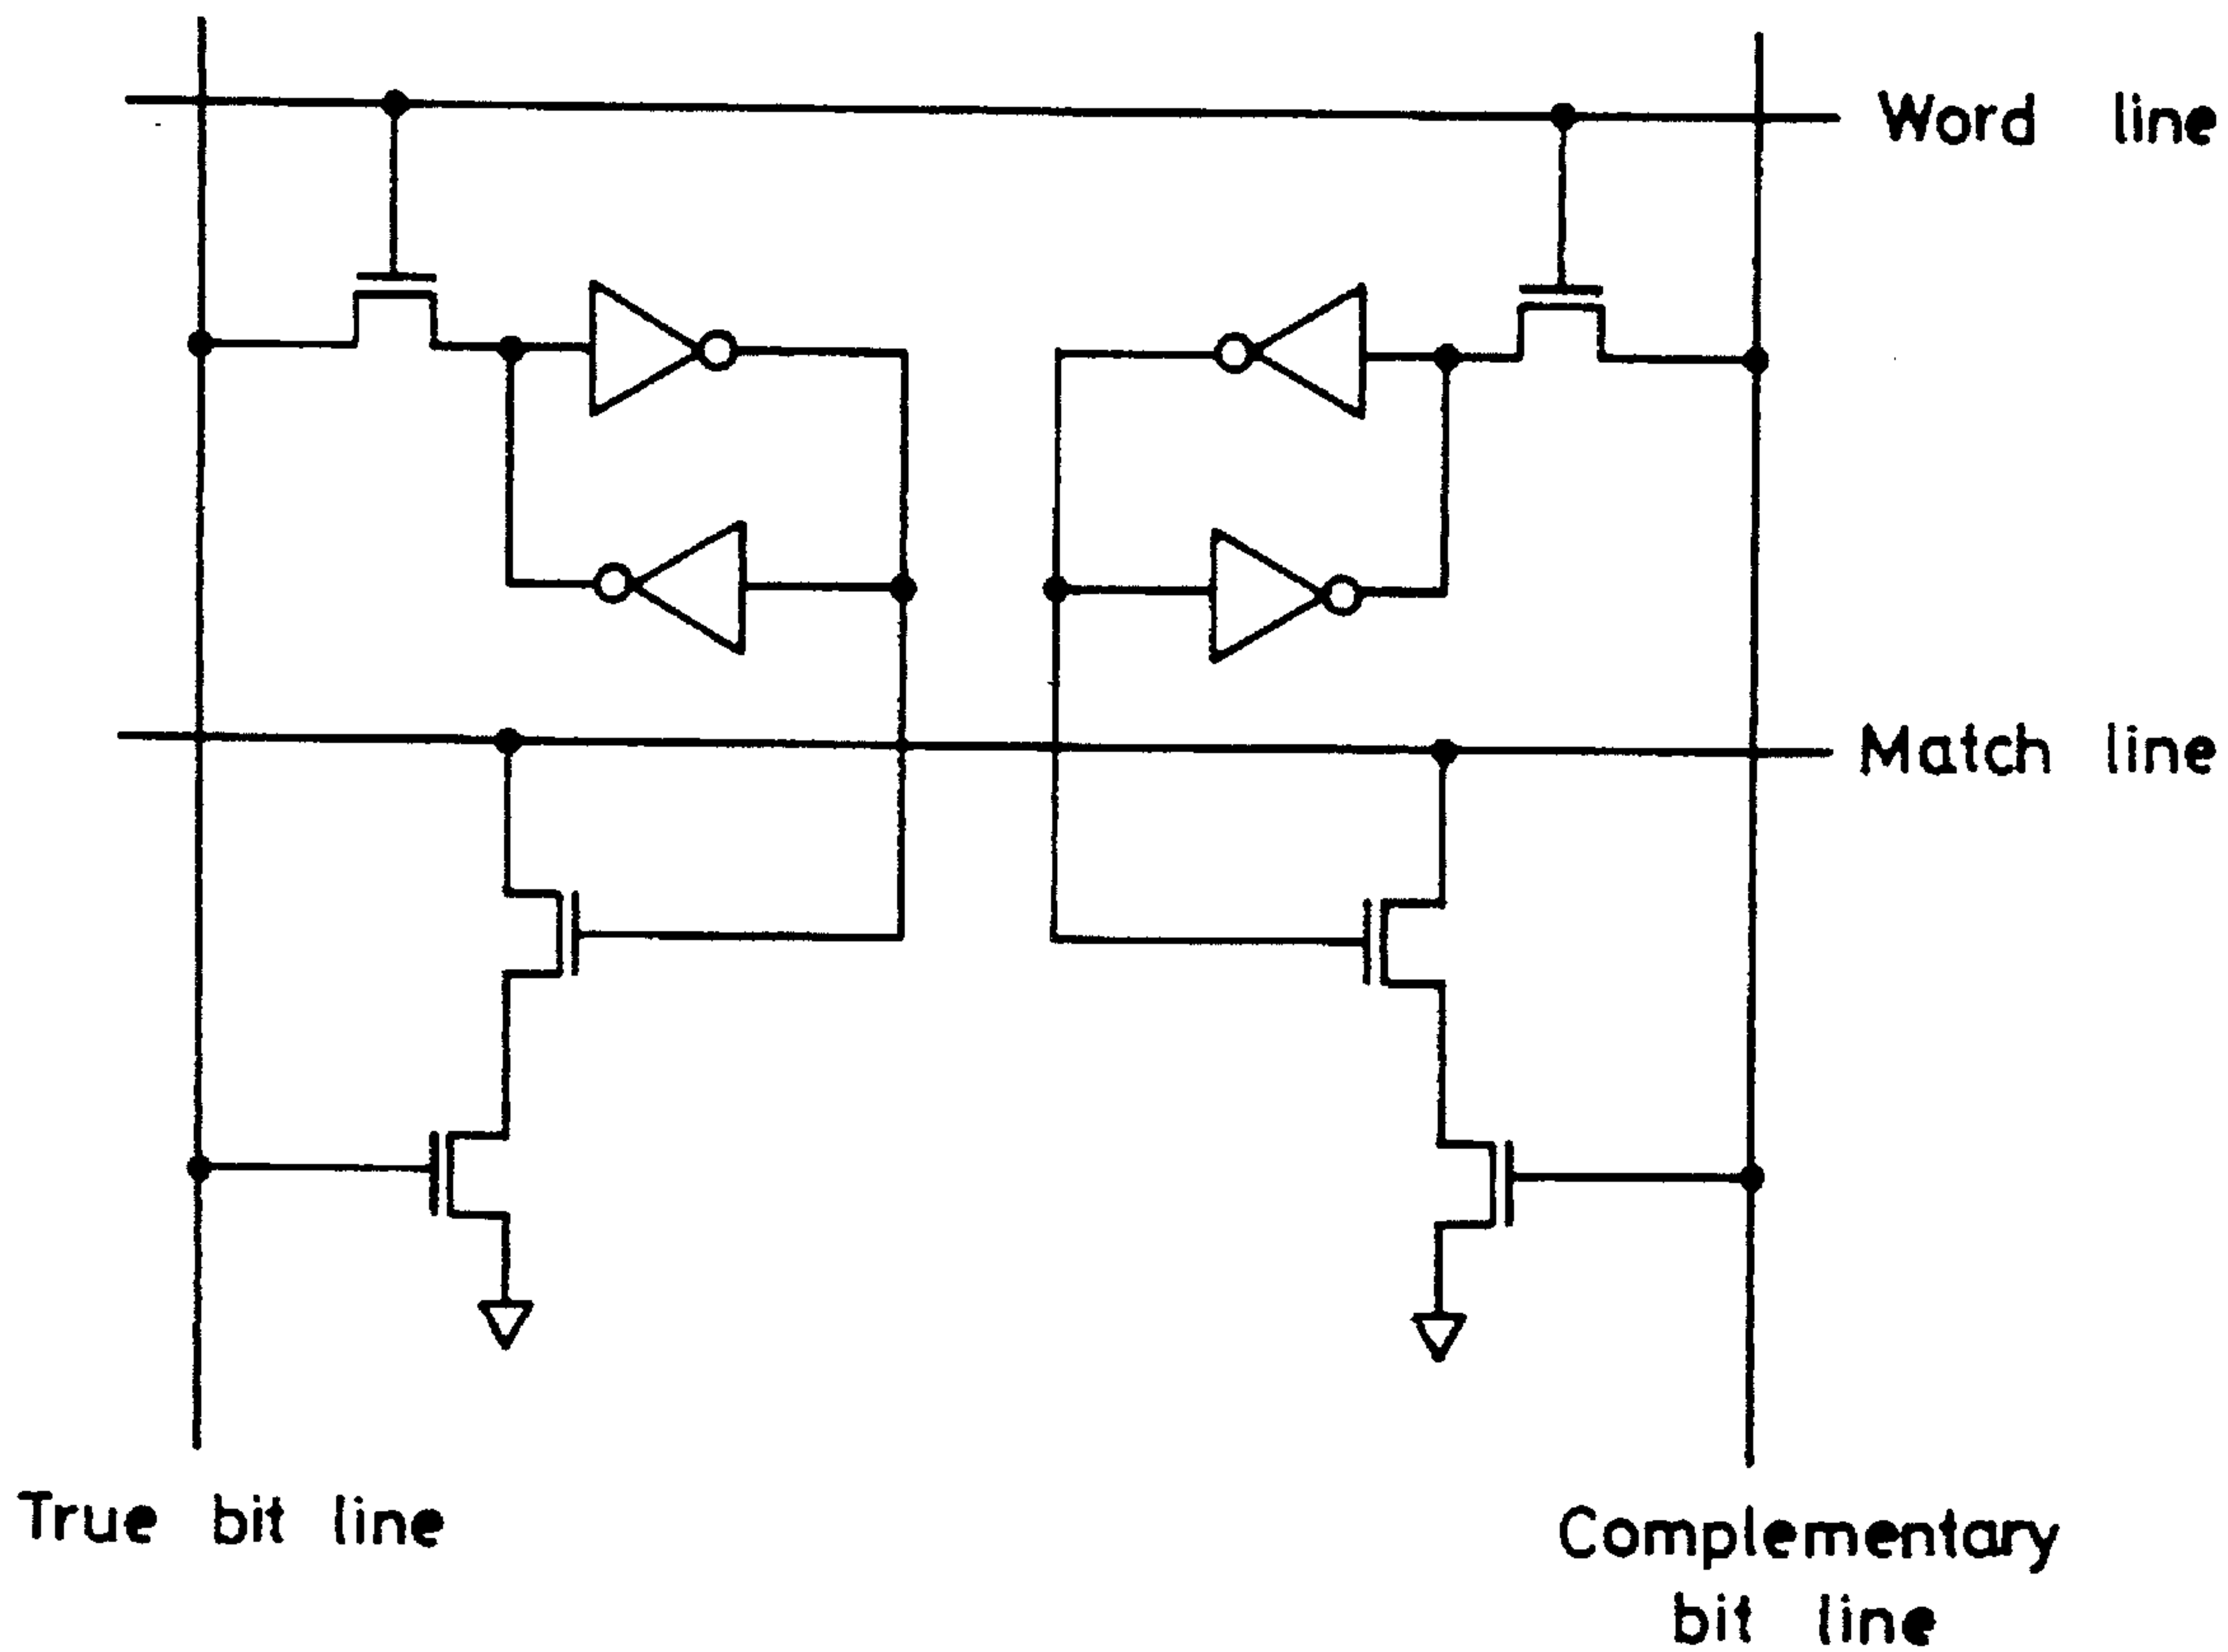 Word line
Match line
True bit line
Complementary
bit line